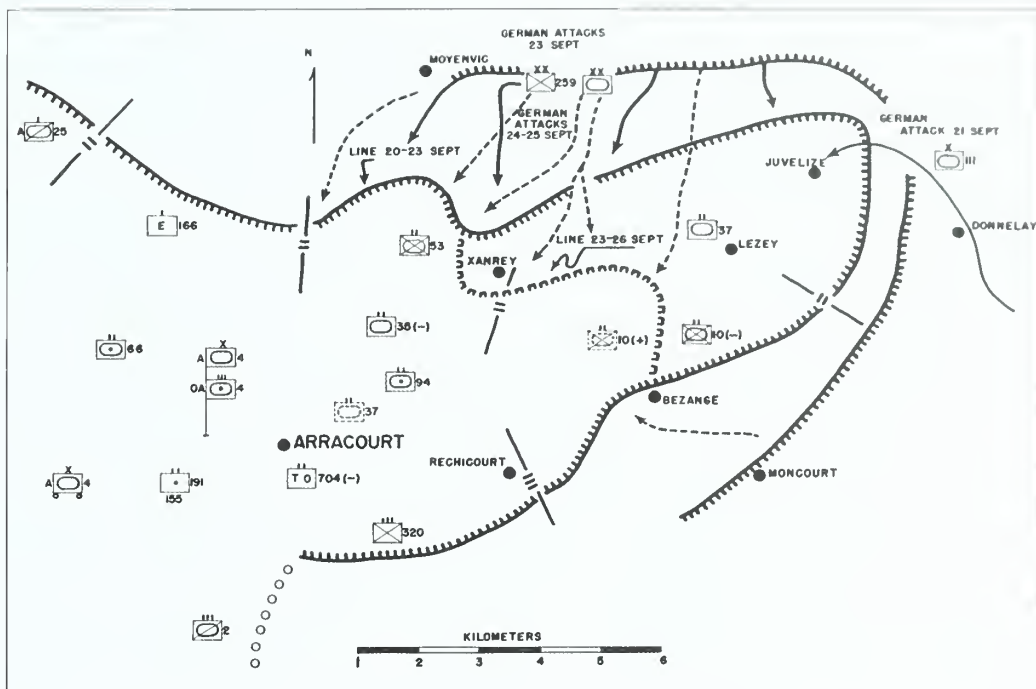 GERMAN ATTACKS
23 SEPT
N
MOYENVIC
XX
259
XX
GERMAN
ATTACKS
24-25 SEPT
GERMAN
ATTACK 21 SEPT
X
111
A
25
LINE 20-23 SEPT
JUVELIZE
E
166
53
LINE 23-26 SEPT
37
LEZEY
DONNELAY
XANREY
38(-)
10(+)
10(-)
66
X
A
4
OA
4
94
37
BEZANGE
ARRACOURT
RECHICOURT
MONCOURT
X
A
4
191
155
T O
704(-)
320
2
KILOMETERS
1
2
3
4
5
6